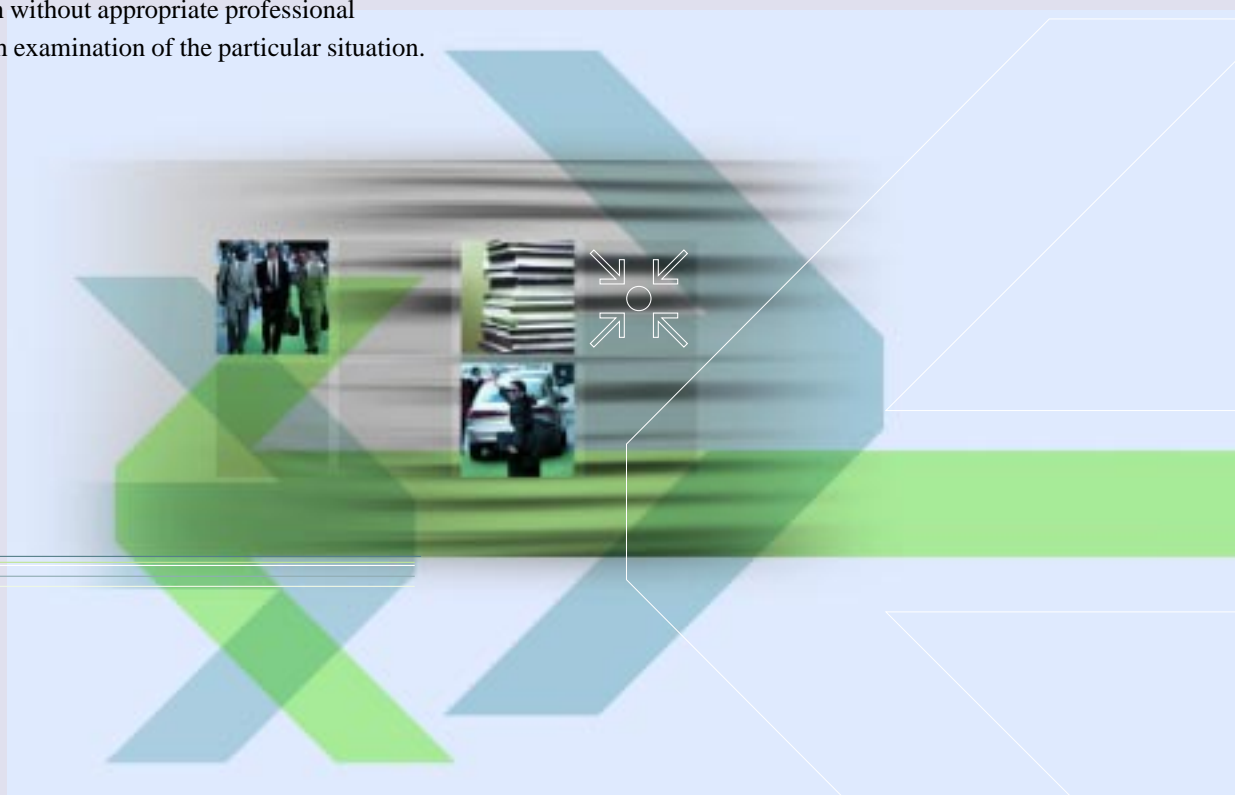 without appropriate professional
examination of the particular situation.